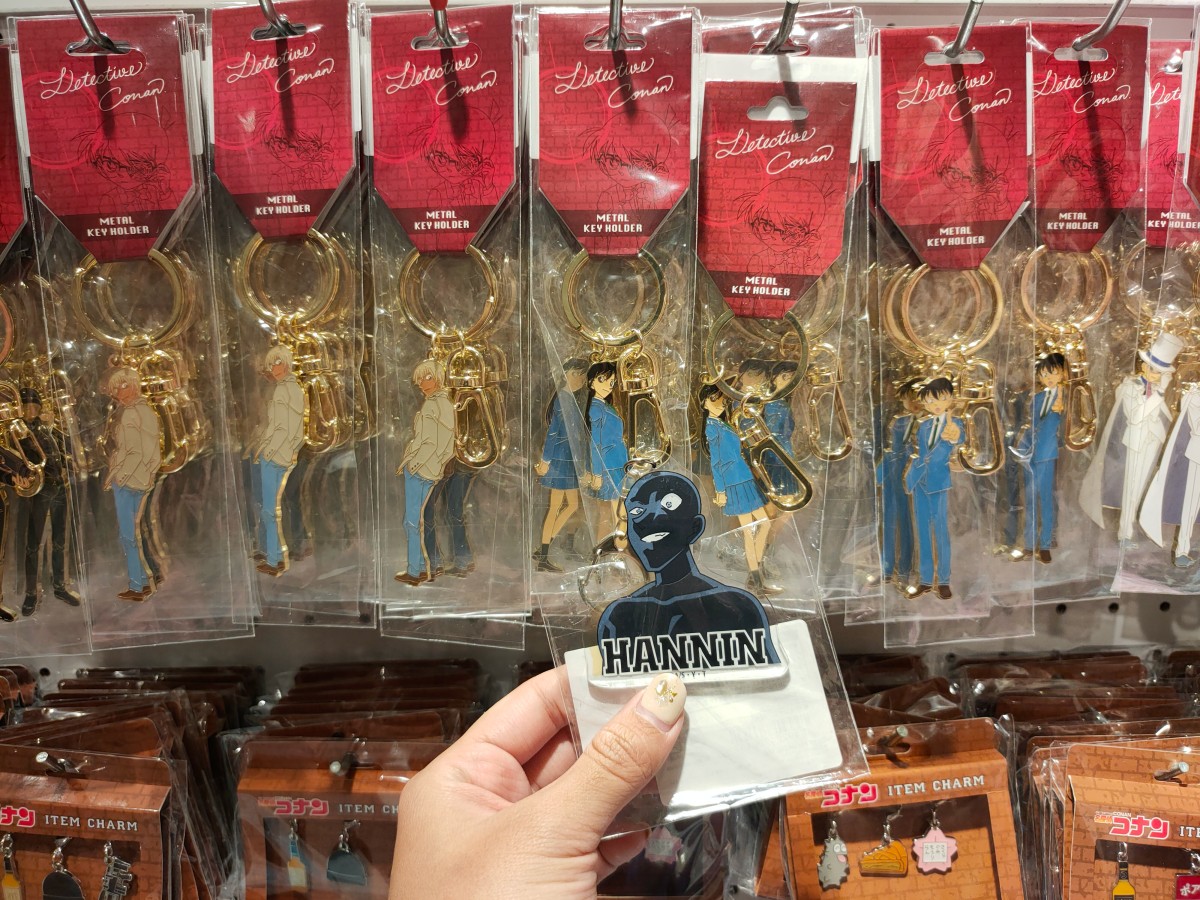 Detective
Conan
METAL
KEY HOLDER
Detective
Conan
METAL
KEY HOLDER
Detective
Conan
METAL
KEY HOLDER
Detective
Conan
METAL
KEY HOLDER
Detective
Conan
METAL
KEY HOLDER
Detective
Conan
METAL
KEY HOLDER
Detective
Conan
METAL
KEY HOLDER
METAL
HANNIN
コナン ITEM CHARM
コナン ITEM CHARM
コナン ITEM CHARM
コナン